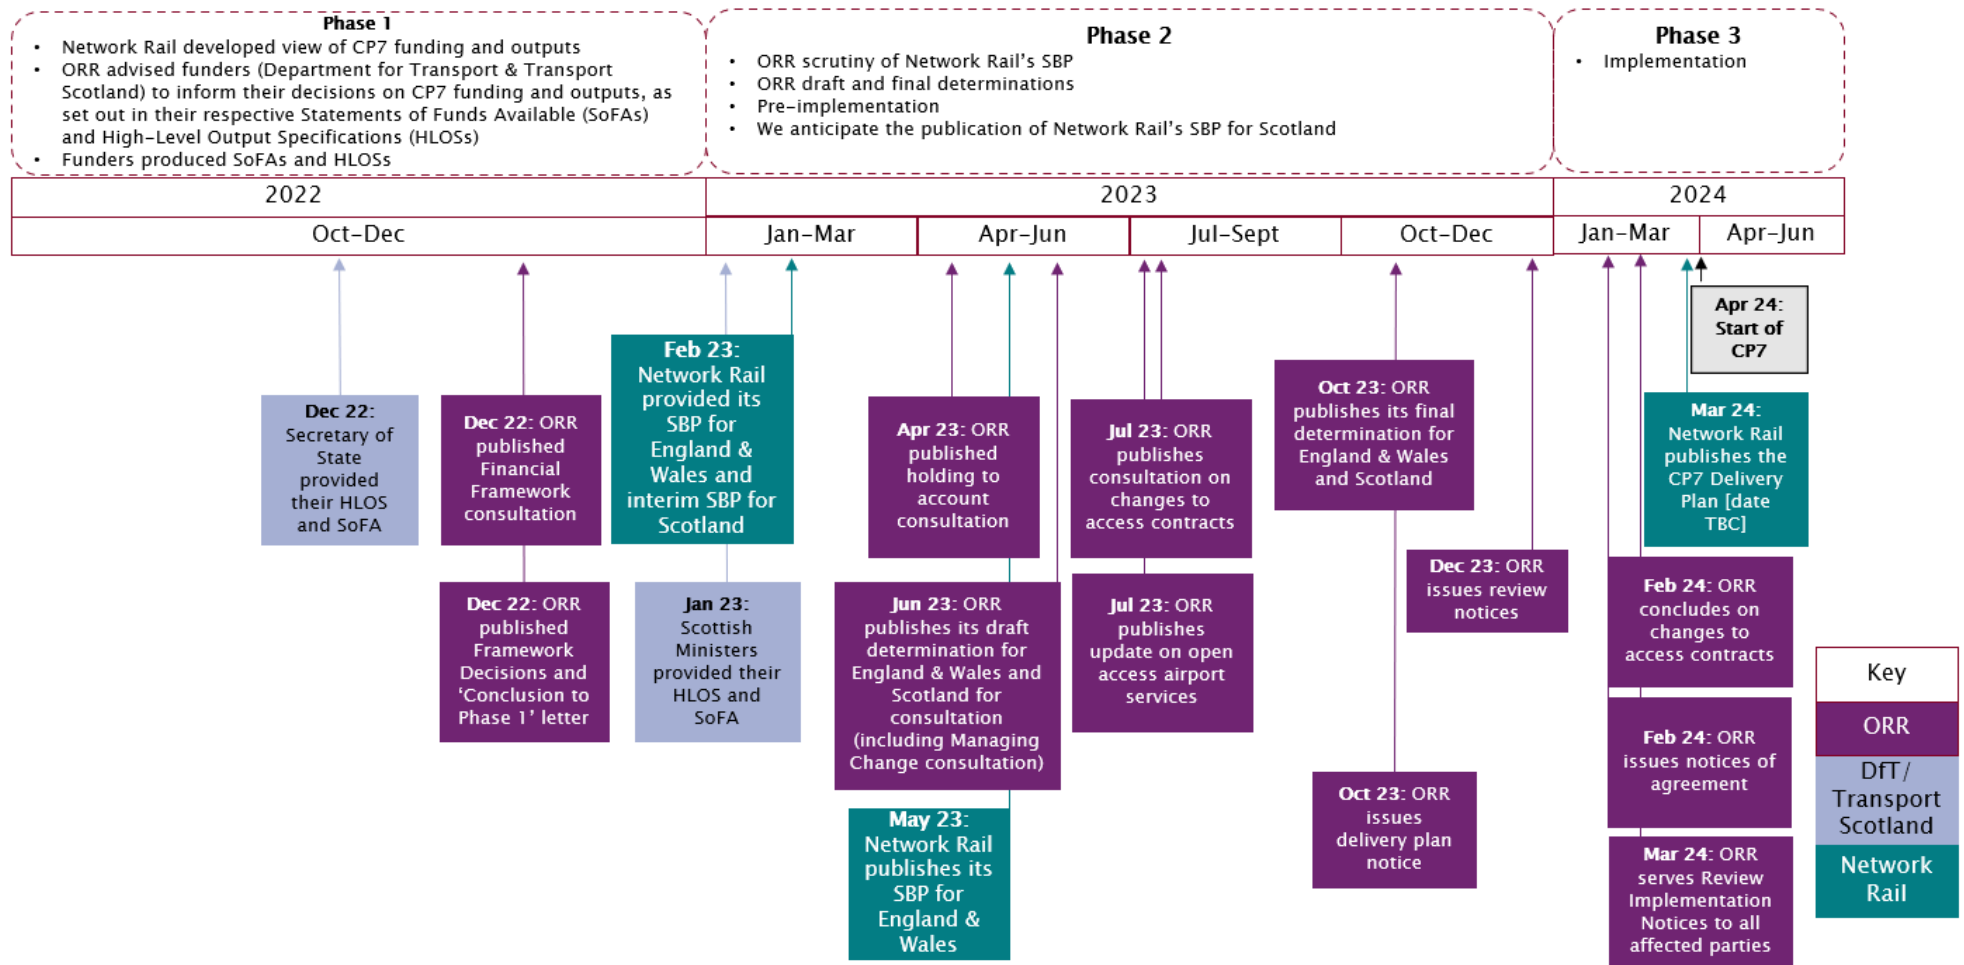 Phase 1
• Network Rail developed view of CP7 funding and outputs
• ORR advised funders (Department for Transport & Transport
Scotland) to inform their decisions on CP7 funding and outputs, as
set out in their respective Statements of Funds Available (SoFAs)
and High-Level Output Specifications (HLOSs)
• Funders produced SoFAs and HLOSs
Phase 2
• ORR scrutiny of Network Rail's SBP
• ORR draft and final determinations
• Pre-implementation
• We anticipate the publication of Network Rail's SBP for Scotland
Phase 3
• Implementation
2022
2023
2024
Oct-Dec
Jan-Mar
Apr-Jun
Jul-Sept
Oct-Dec
Jan-Mar
Apr-Jun
Dec 22:
Secretary of
State
provided
their HLOS
and SoFA
Dec 22: ORR
published
Financial
Framework
consultation
Dec 22: ORR
published
Framework
Decisions and
‘Conclusion to
Phase 1’ letter
Feb 23:
Network Rail
provided its
SBP for
England &
Wales and
interim SBP for
Scotland
Jan 23:
Scottish
Ministers
provided their
HLOS and
SoFA
Apr 23: ORR
published
holding to
account
consultation
Jun 23: ORR
publishes its draft
determination for
England & Wales and
Scotland for
consultation
(including Managing
Change consultation)
May 23:
Network Rail
publishes its
SBP for
England &
Wales
Jul 23: ORR
publishes
consultation on
changes to
access contracts
Jul 23: ORR
publishes
update on open
access airport
services
Oct 23: ORR
publishes its final
determination for
England & Wales
and Scotland
Oct 23: ORR
issues
delivery plan
notice
Dec 23: ORR
issues review
notices
Apr 24:
Start of
CP7
Mar 24:
Network Rail
publishes the
CP7 Delivery
Plan [date
TBC]
Feb 24: ORR
concludes on
changes to
access contracts
Feb 24: ORR
issues notices of
agreement
Mar 24: ORR
serves Review
Implementation
Notices to all
affected parties
Key
ORR
DfT/
Transport
Scotland
Network
Rail